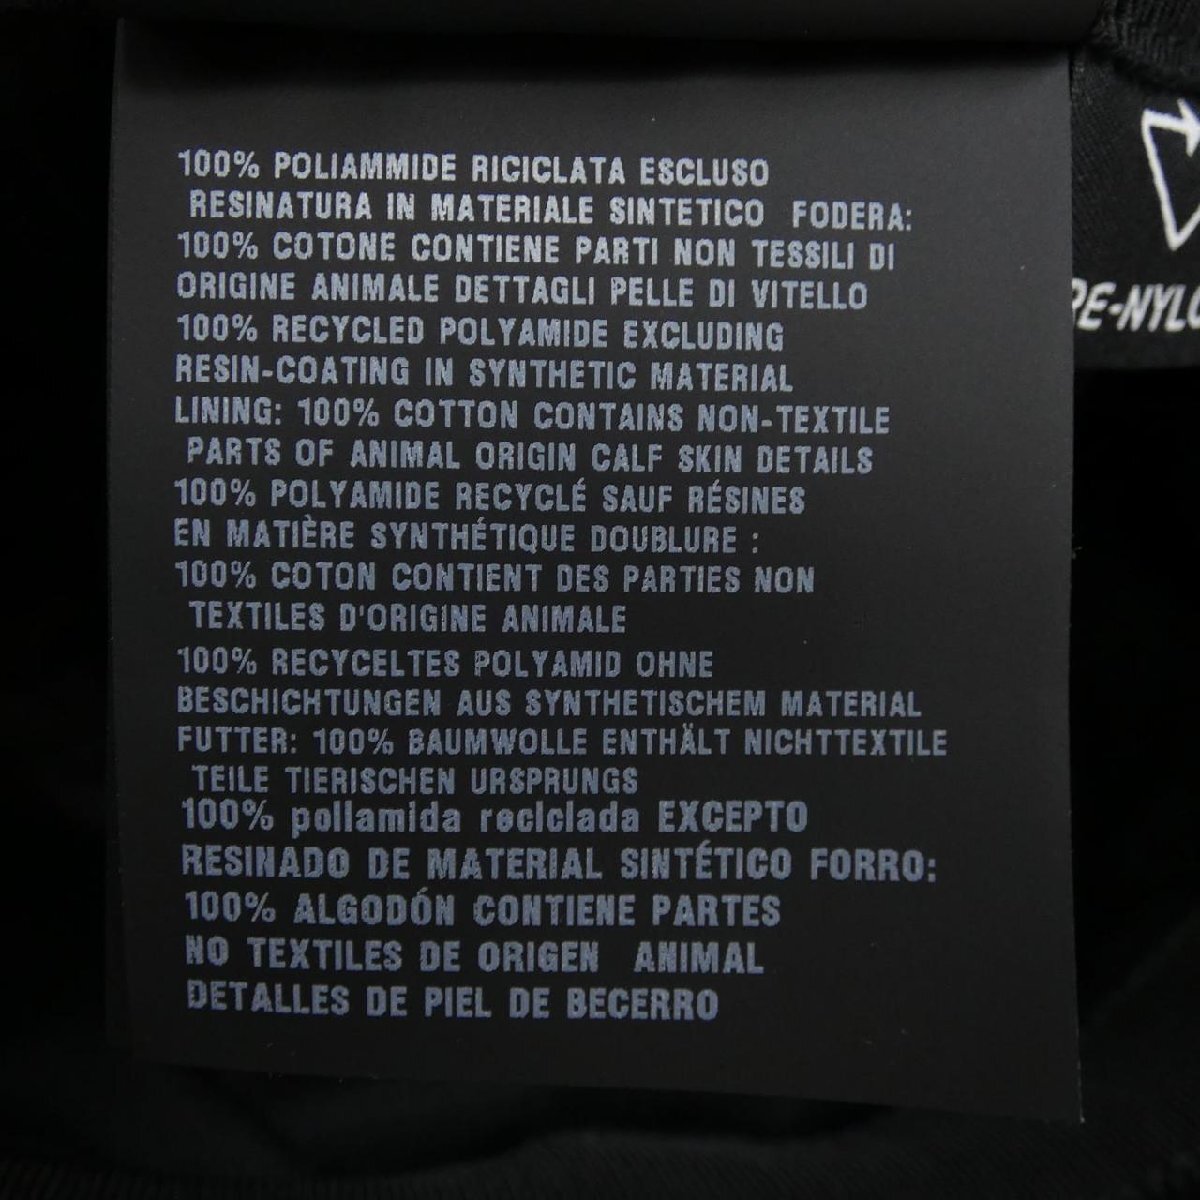 100% POLIAMMIDE RICICLATA ESCLUSO
RESINATURA IN MATERIALE SINTETICO FODERA:
100% COTONE CONTIENE PARTI NON TESSILI DI
ORIGINE ANIMALE DETTAGLI PELLE DI VITELLO
100% RECYCLED POLYAMIDE EXCLUDING
RESIN-COATING IN SYNTHETIC MATERIAL
LINING: 100% COTTON CONTAINS NON-TEXTILE
PARTS OF ANIMAL ORIGIN CALF SKIN DETAILS
100% POLYAMIDE RECYCLÉ SAUF RÉSINES
EN MATIÈRE SYNTHÉTIQUE DOUBLURE :
100% COTON CONTIENT DES PARTIES NON
TEXTILES D'ORIGINE ANIMALE
100% RECYCELTES POLYAMID OHNE
BESCHICHTUNGEN AUS SYNTHETISCHEM MATERIAL
FUTTER: 100% BAUMWOLLE ENTHÄLT NICHTTEXTILE
TEILE TIERISCHEN URSPRUNGS
100% poliamida reciclada EXCEPTO
RESINADO DE MATERIAL SINTÉTICO FORRO:
100% ALGODÓN CONTIENE PARTES
NO TEXTILES DE ORIGEN ANIMAL
DETALLES DE PIEL DE BECERRO